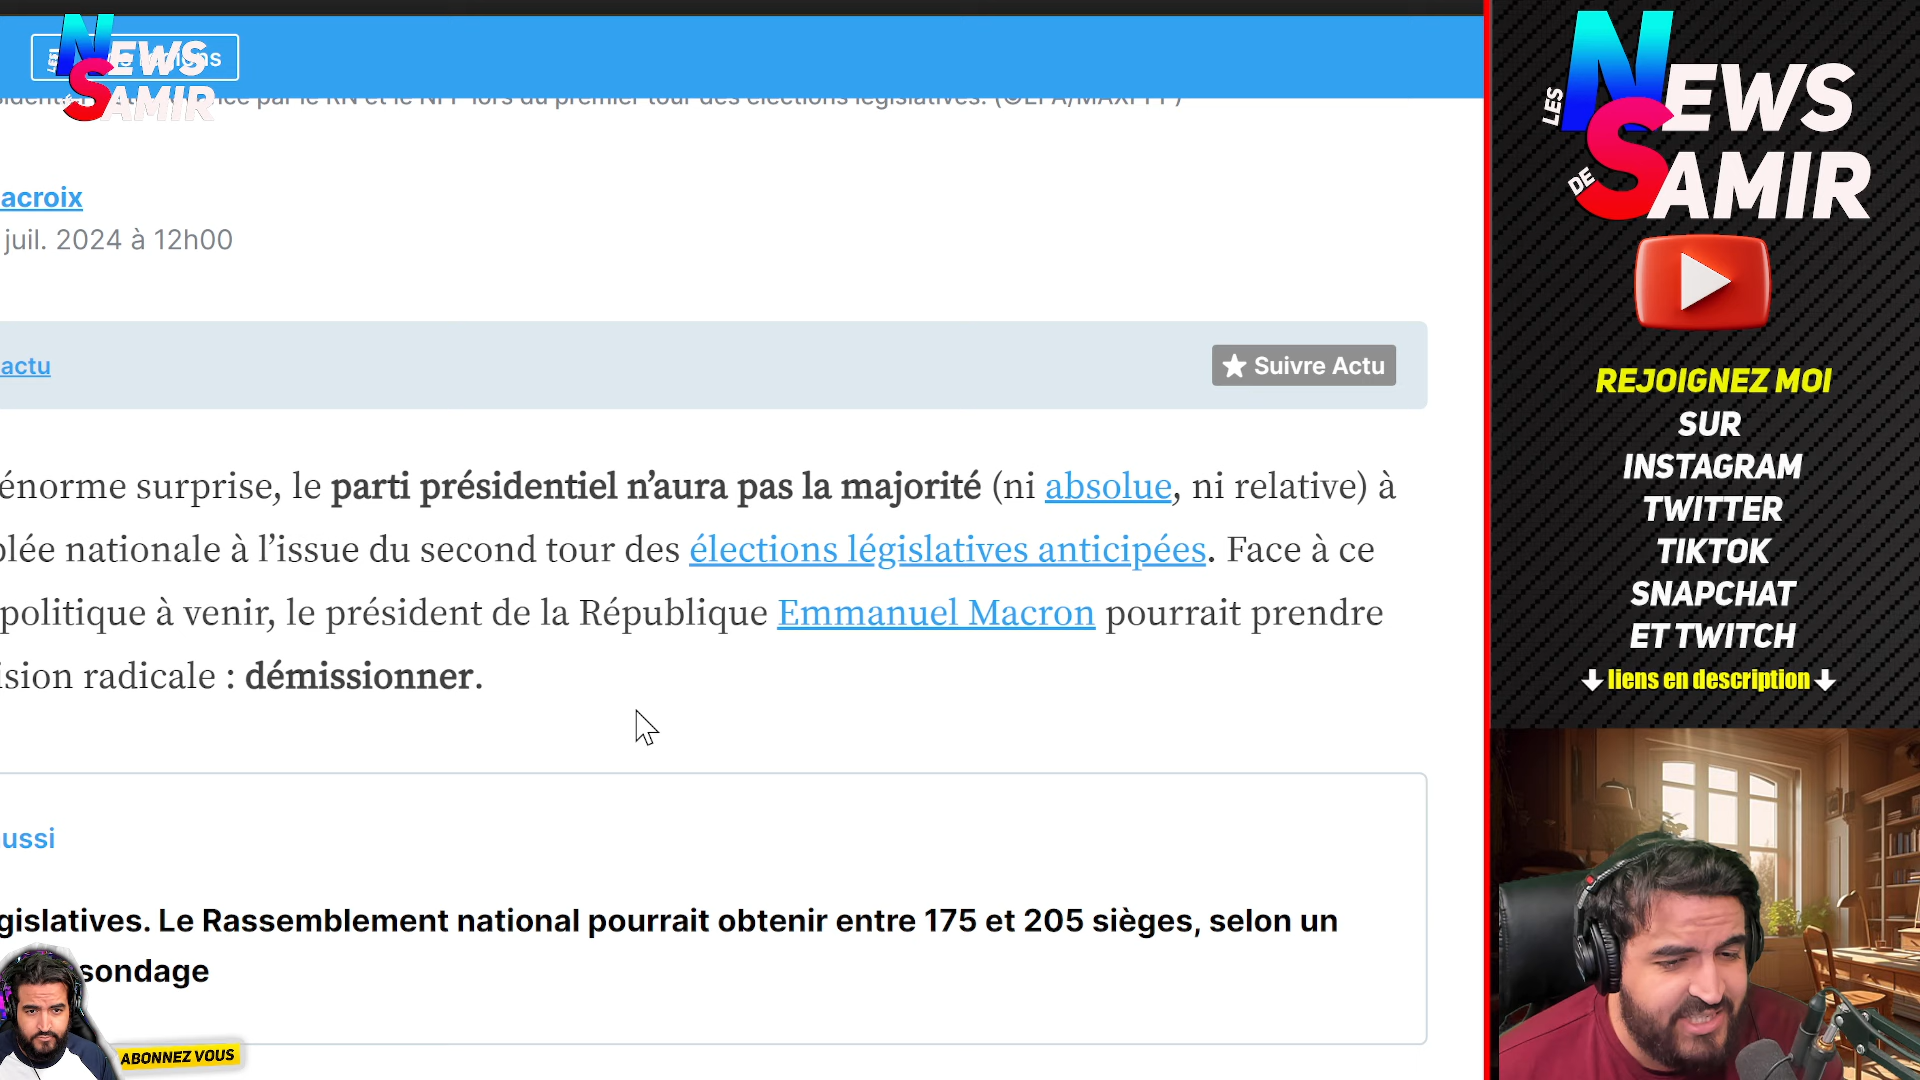 LES NEWS
DE SAMIR
acroix
juil. 2024 à 12h00
actu
Suivre Actu
énorme surprise, le parti présidentiel n’aura pas la majorité (ni absolue, ni relative) à
blée nationale à l’issue du second tour des élections législatives anticipées. Face à ce
politique à venir, le président de la République Emmanuel Macron pourrait prendre
ision radicale : démissionner.
ussi
gislatives. Le Rassemblement national pourrait obtenir entre 175 et 205 sièges, selon un
sondage
ABONNEZ VOUS
LES NEWS
DE SAMIR
REJOIGNEZ MOI
SUR
INSTAGRAM
TWITTER
TIKTOK
SNAPCHAT
ET TWITCH
liens en description